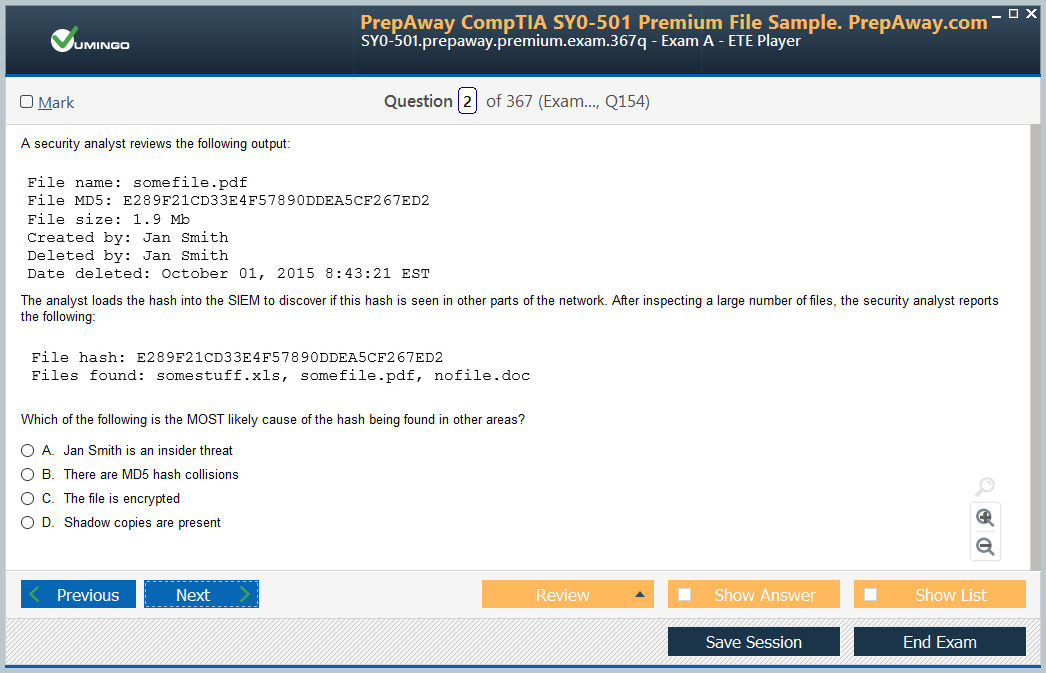 VUMINGO
PrepAway CompTIA SY0-501 Premium File Sample. PrepAway.com
SY0-501.prepaway.premium.exam.367q - Exam A - ETE Player
Mark
Question 2 of 367 (Exam..., Q154)
A security analyst reviews the following output:
File name: somefile.pdf
File MD5: E289F21CD33E4F57890DDEA5CF267ED2
File size: 1.9 Mb
Created by: Jan Smith
Deleted by: Jan Smith
Date deleted: October 01, 2015 8:43:21 EST
The analyst loads the hash into the SIEM to discover if this hash is seen in other parts of the network. After inspecting a large number of files, the security analyst reports
the following:
File hash: E289F21CD33E4F57890DDEA5CF267ED2
Files found: somestuff.xls, somefile.pdf, nofile.doc
Which of the following is the MOST likely cause of the hash being found in other areas?
A. Jan Smith is an insider threat
B. There are MD5 hash collisions
C. The file is encrypted
D. Shadow copies are present
Previous Next Review Show Answer Show List
Save Session End Exam